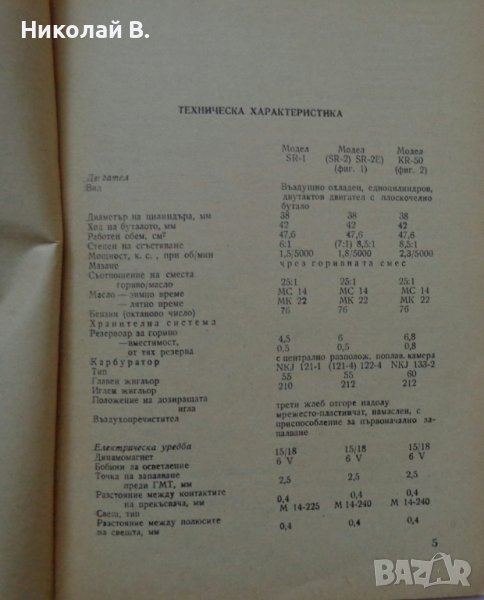 Николай В.
ТЕХНИЧЕСКА ХАРАКТЕРИСТИКА
Модел SR-1 Модел (SR-2) SR-2E) (фиг. 1) Модел KR-50 (фиг. 2)
Двигател
Вид Въздушно охладен, едноцилиндров,
двутактов двигател с плоскочелно
бутало
Диаметър на цилиндъра, мм 38 38 38
Ход на буталото, мм 42 42 42
Работен обем, см³ 47,6 47,6 47,6
Степен на сгъстяване 6:1 (7:1) 8,5:1 8,5:1
Мощност, к. с., при об/мин 1,5/5000 1,8/5000 2,3/5000
Мазане чрез горивната смес
Съотношение на сместа
гориво/масло 25:1 25:1 25:1
Масло — зимно време МС 14 МС 14 МС 14
— лятно време МК 22 МК 22 МК 22
Бензин (октаново число) 76 76 76
Хранителна система
Резервоар за гориво
—вместимост, 4,5 6 6,8
от тях резерва 0,5 0,5 0,8
Карбуратор с централно разполож. поплав. камера
Тип NKJ 121-1 (121-4) 122-4 NKJ 133-2
Главен жигльор 55 55 60
Иглен жигльор 210 212 212
Положение на дозиращата
игла трети жлеб отгоре надолу
Въздухопречистител мрежесто-пластинчат, намаслен, с
приспособление за първоначално за-
палване
Електрическа уредба
Динамомагнет 15/18 15/18 15/18
Бобини за осветление 6 V 6 V 6 V
Точка на запалване
преди ГМТ, мм 2,5 2,5 2,5
Разстояние между контактите
на прекъсвача, мм 0,4 0,4 0,4
Свещ, тип М 14-225 М 14-240 М 14-240
Разстояние между полюсите
на свещта, мм 0,4 0,4 0,4
5
BAZAR